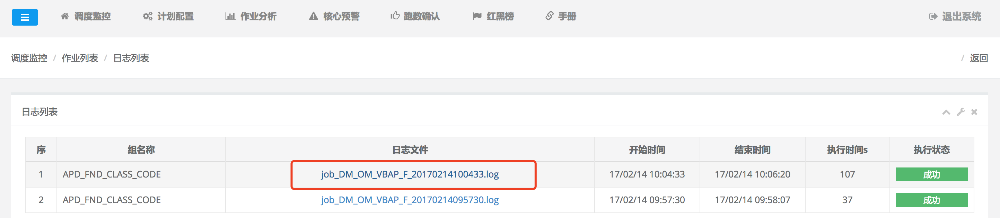 调度监控 计划配置 作业分析 核心预警 跑数确认 红黑榜 手册 退出系统
调度监控 / 作业列表 / 日志列表 / 返回
日志列表
序 组名称 日志文件 开始时间 结束时间 执行时间s 执行状态
1 APD_FND_CLASS_CODE job_DM_OM_VBAP_F_20170214100433.log 17/02/14 10:04:33 17/02/14 10:06:20 107 成功
2 APD_FND_CLASS_CODE job_DM_OM_VBAP_F_20170214095730.log 17/02/14 09:57:30 17/02/14 09:58:07 37 成功